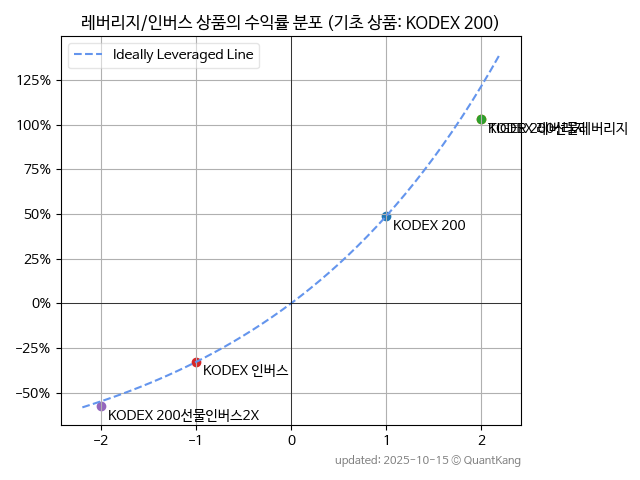 레버리지/인버스 상품의 수익률 분포 (기초 상품: KODEX 200)
Ideally Leveraged Line
125%
100%
75%
50%
25%
0%
−25%
−50%
KODEX 200
KODEX 인버스
KODEX 200선물인버스2X
−2
−1
0
1
2
updated: 2025-10-15 © QuantKang